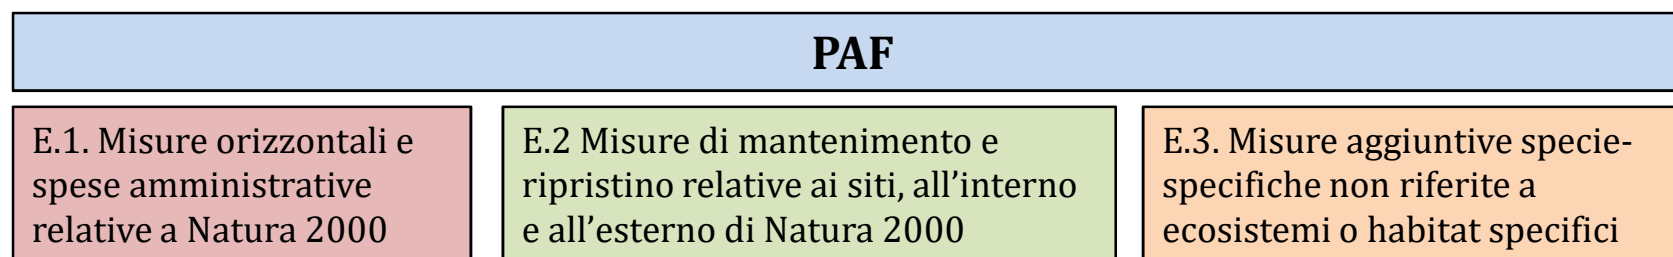 PAF
E.1. Misure orizzontali e
spese amministrative
relative a Natura 2000
E.2 Misure di mantenimento e
ripristino relative ai siti, all’interno
e all’esterno di Natura 2000
E.3. Misure aggiuntive specie-
specifiche non riferite a
ecosistemi o habitat specifici